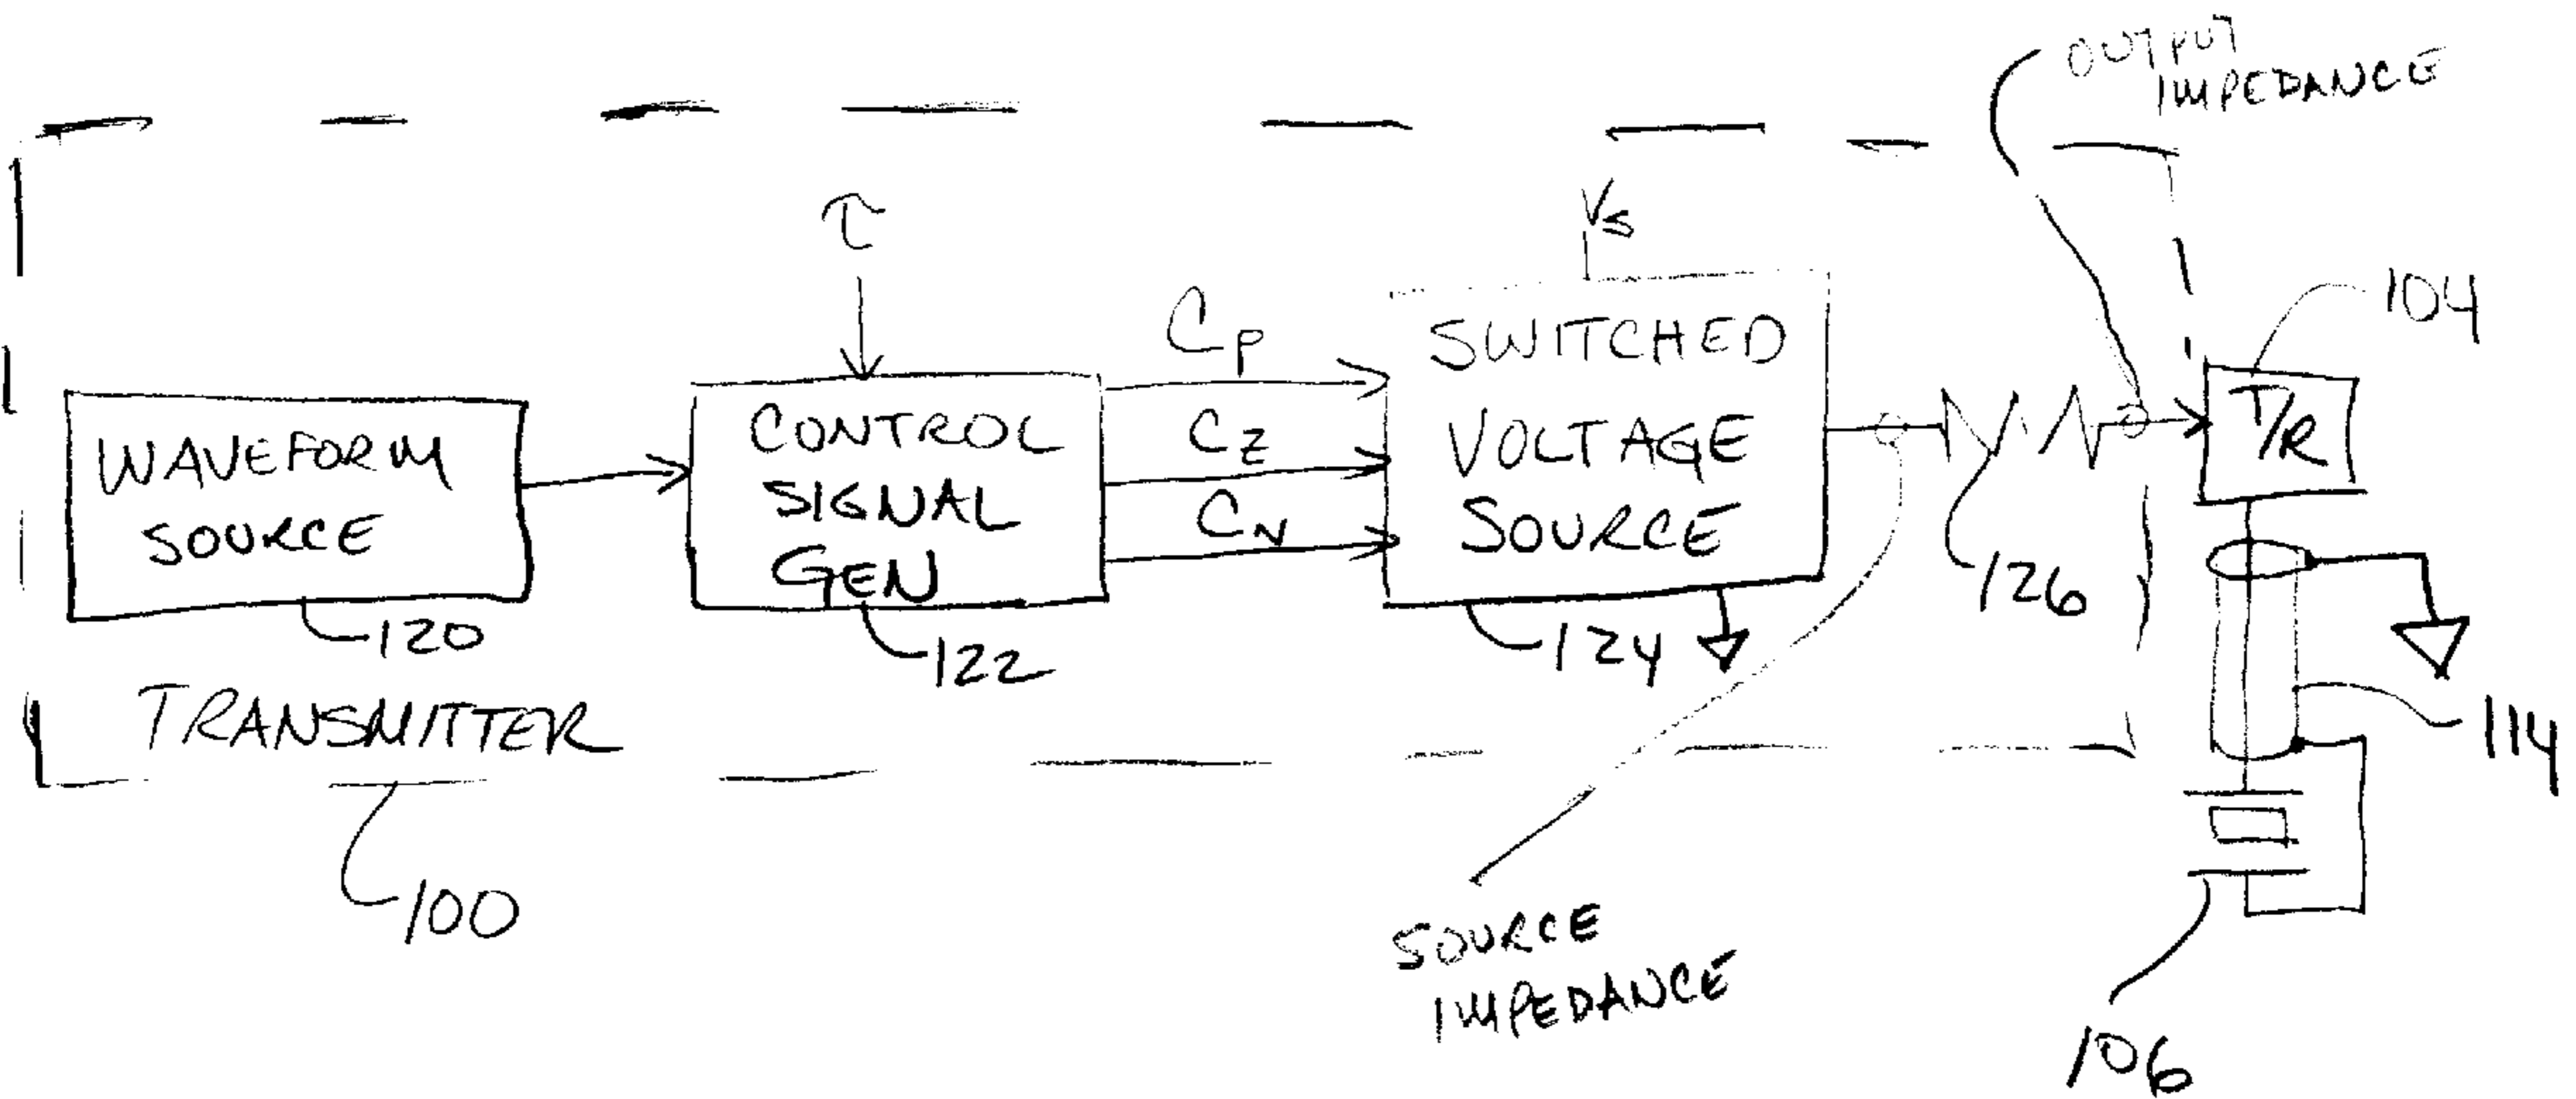 OUTPUT
IMPEDANCE
τ
Vs
104
CP
SWITCHED
VOLTAGE
SOURCE
T/R
WAVEFORM
SOURCE
CONTROL
SIGNAL
GEN
CZ
CN
126
120
122
124
TRANSMITTER
114
100
SOURCE
IMPEDANCE
106